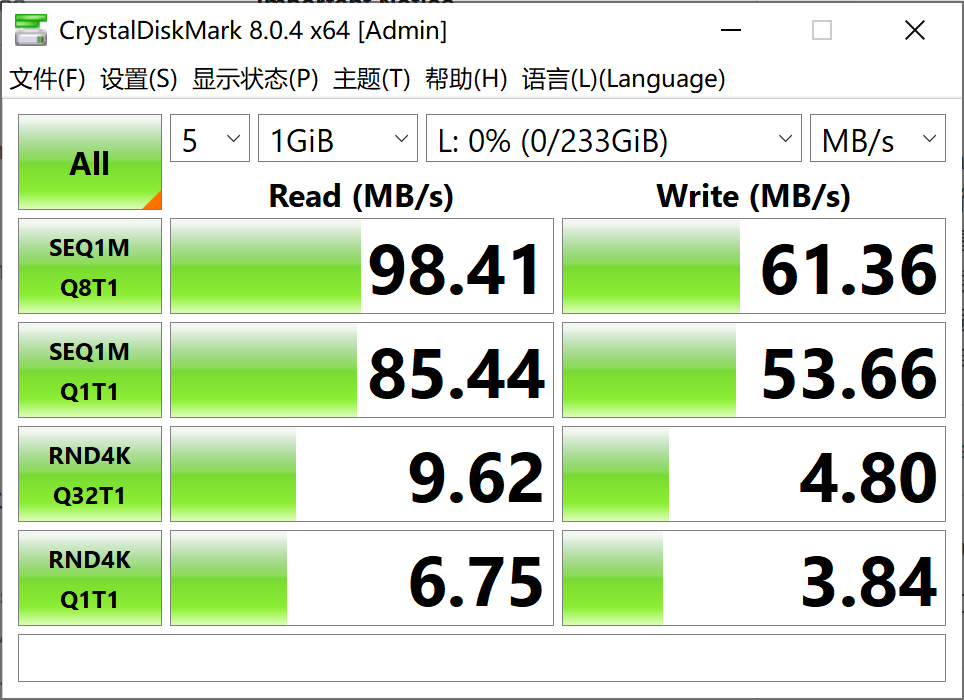 CrystalDiskMark 8.0.4 x64 [Admin]
文件(F) 设置(S) 显示状态(P) 主题(T) 帮助(H) 语言(L)(Language)
All 5 1GiB L: 0% (0/233GiB) MB/s
Read (MB/s) Write (MB/s)
SEQ1M
Q8T1 98.41 61.36
SEQ1M
Q1T1 85.44 53.66
RND4K
Q32T1 9.62 4.80
RND4K
Q1T1 6.75 3.84